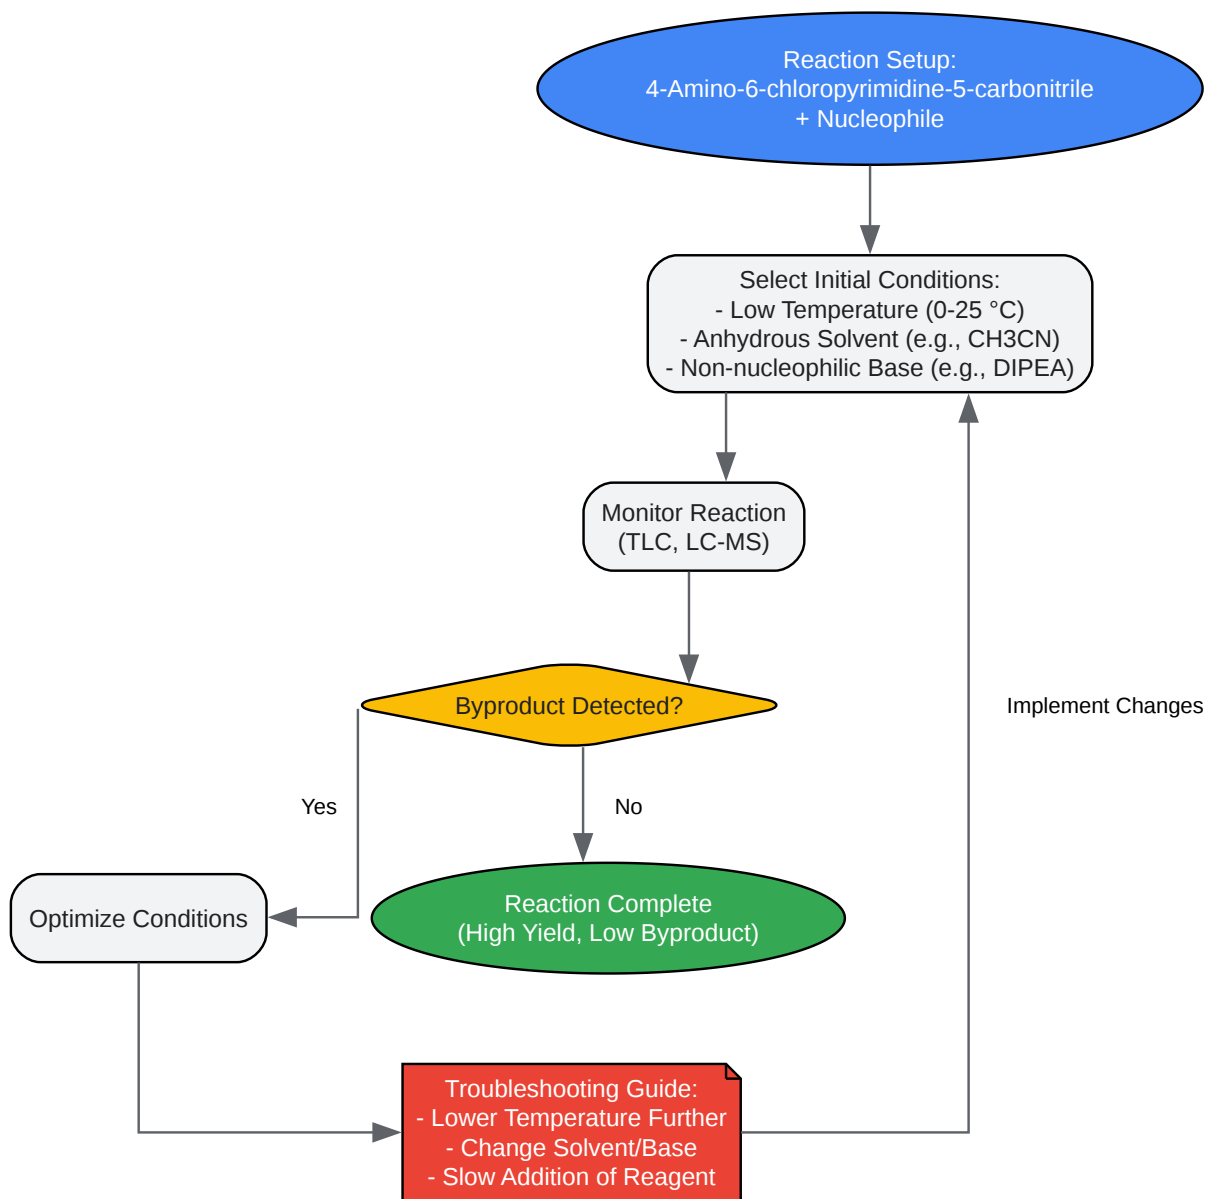 Reaction Setup:
4-Amino-6-chloropyrimidine-5-carbonitrile
+ Nucleophile
Select Initial Conditions:
- Low Temperature (0-25 °C)
- Anhydrous Solvent (e.g., CH3CN)
- Non-nucleophilic Base (e.g., DIPEA)
Monitor Reaction
(TLC, LC-MS)
Byproduct Detected?
Implement Changes
Yes
No
Optimize Conditions
Reaction Complete
(High Yield, Low Byproduct)
Troubleshooting Guide:
- Lower Temperature Further
- Change Solvent/Base
- Slow Addition of Reagent